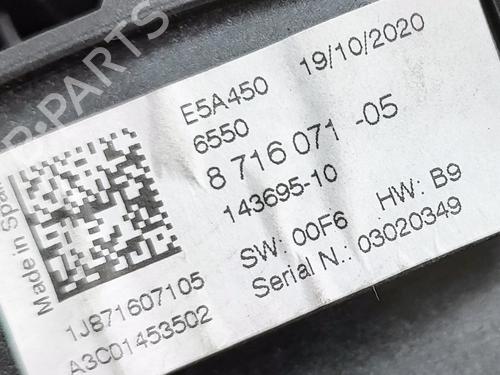 E5A450 19/10/2020
6550
8 716 071 -05
143695-10
SW: 00F6 HW: B9
Serial N.: 03020349
Made in Spain
1J871607105
A3C01453502
PARTS